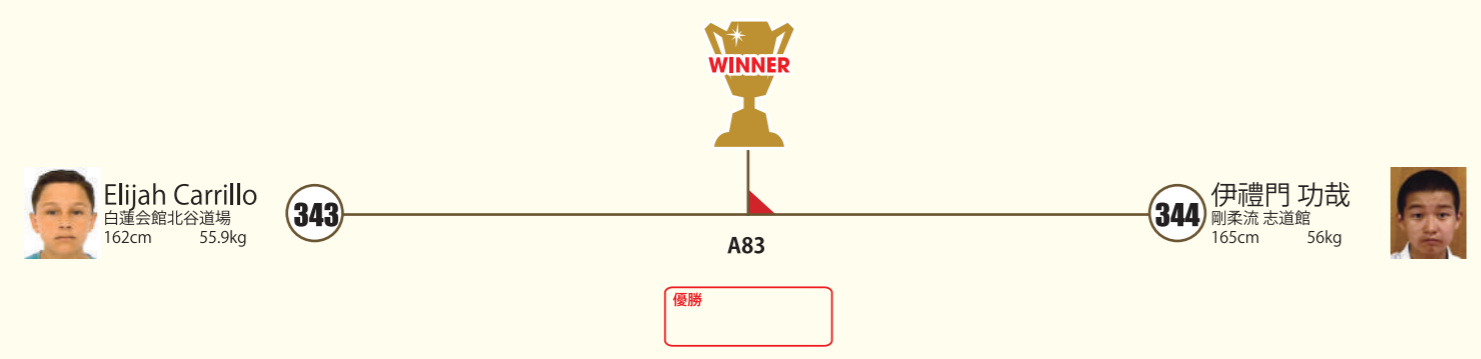 WINNER
Elijah Carrillo
白蓮会館北谷道場
162cm 55.9kg
343
344
伊禮門 功哉
剛柔流 志道館
165cm 56kg
A83
優勝